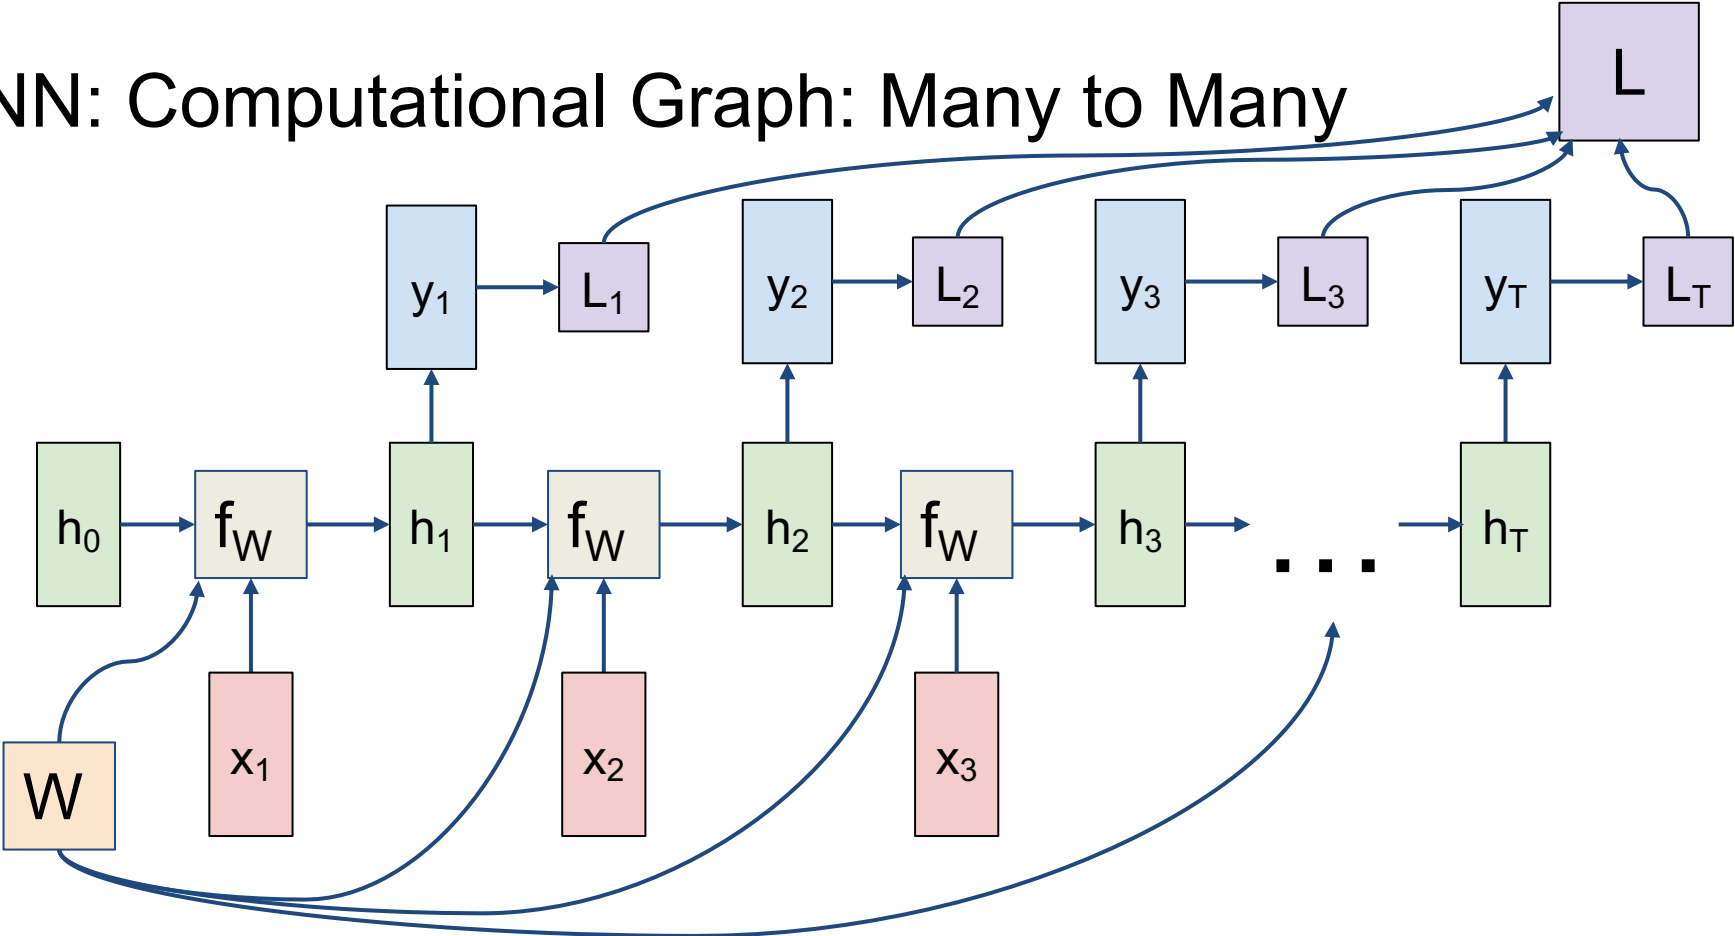 NN: Computational Graph: Many to Many
L
y1 L1 y2 L2 y3 L3 yT LT
h0 fW h1 fW h2 fW h3 ... hT
x1 x2 x3
W